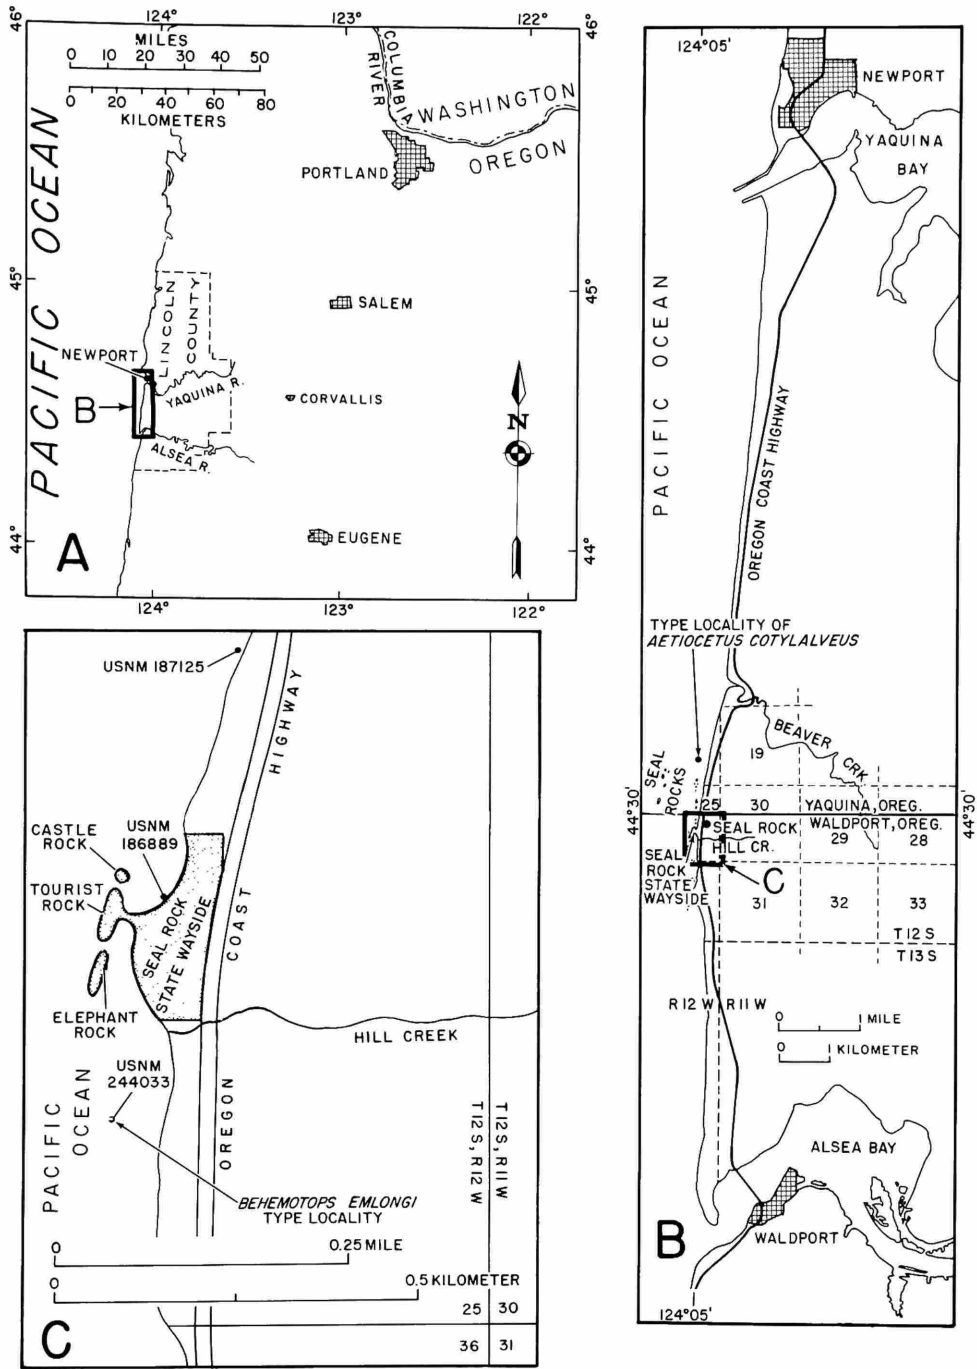 46°
124°
123°
122°
46°
MILES
0 10 20 30 40 50
0 20 40 60 80
KILOMETERS
COLUMBIA
RIVER
WASHINGTON
OREGON
PORTLAND
PACIFIC OCEAN
45°
45°
LINCOLN
COUNTY
SALEM
NEWPORT
YAQUINA R.
CORVALLIS
B
ALSEA R.
N
44°
44°
EUGENE
A
124°
123°
122°
USNM 187125
HIGHWAY
CASTLE
ROCK
USNM
186889
TOURIST
ROCK
SEAL ROCK
STATE WAYSIDE
COAST
ELEPHANT
ROCK
HILL CREEK
USNM
244033
PACIFIC
OCEAN
OREGON
T12S, R12W
T12S, R11W
BEHEMOTOPS EMLONGI
TYPE LOCALITY
0 0.25 MILE
0 0.5 KILOMETER
25 30
36 31
C
124°05'
NEWPORT
YAQUINA
BAY
PACIFIC OCEAN
OREGON COAST HIGHWAY
TYPE LOCALITY OF
AETIOCETUS COTYLALVEUS
BEAVER CRK
19
SEAL
ROCKS
44°30'
25 30 YAQUINA, OREG.
44°30'
SEAL ROCK WALDPORT, OREG.
HILL CR. 29 28
SEAL
ROCK
STATE
WAYSIDE
C
31 32 33
T12S
T13S
R12W R11W
0 1
MILE
0 1
KILOMETER
ALSEA BAY
B
WALDPORT
124°05'